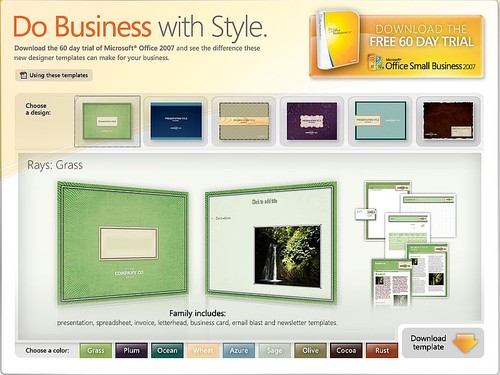 Do Business with Style.
Download the 60 day trial of Microsoft® Office 2007 and see the difference these
new designer templates can make for your business.
Using these templates
DOWNLOAD THE
FREE 60 DAY TRIAL
Microsoft®
Office Small Business 2007
Choose
a design:
Rays: Grass
COMPANY CO
Click to add title
Family includes:
presentation, spreadsheet, invoice, letterhead, business card, email blast and newsletter templates.
Choose a color:
Grass
Plum
Ocean
Wheat
Azure
Sage
Olive
Cocoa
Rust
Download
template